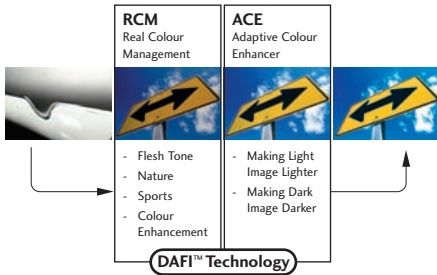 RCM
Real Colour
Management
ACE
Adaptive Colour
Enhancer
- Flesh Tone
- Nature
- Sports
- Colour
Enhancement
- Making Light
Image Lighter
- Making Dark
Image Darker
DAFI™ Technology